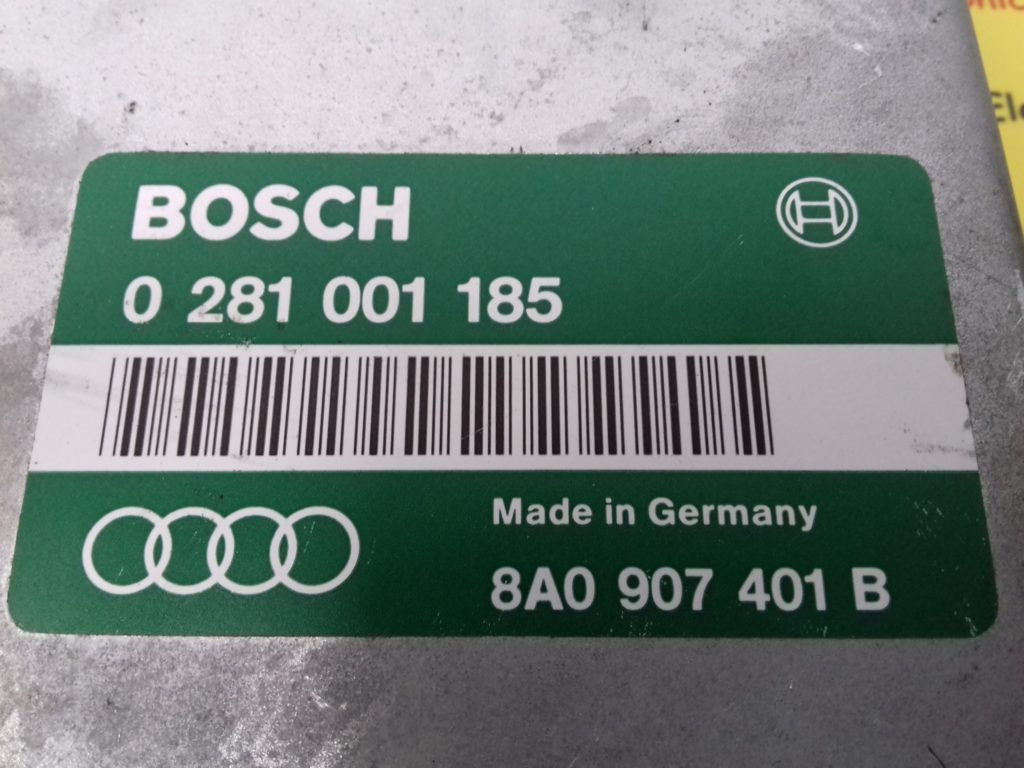 BOSCH
0 281 001 185
Made in Germany
8A0 907 401 B